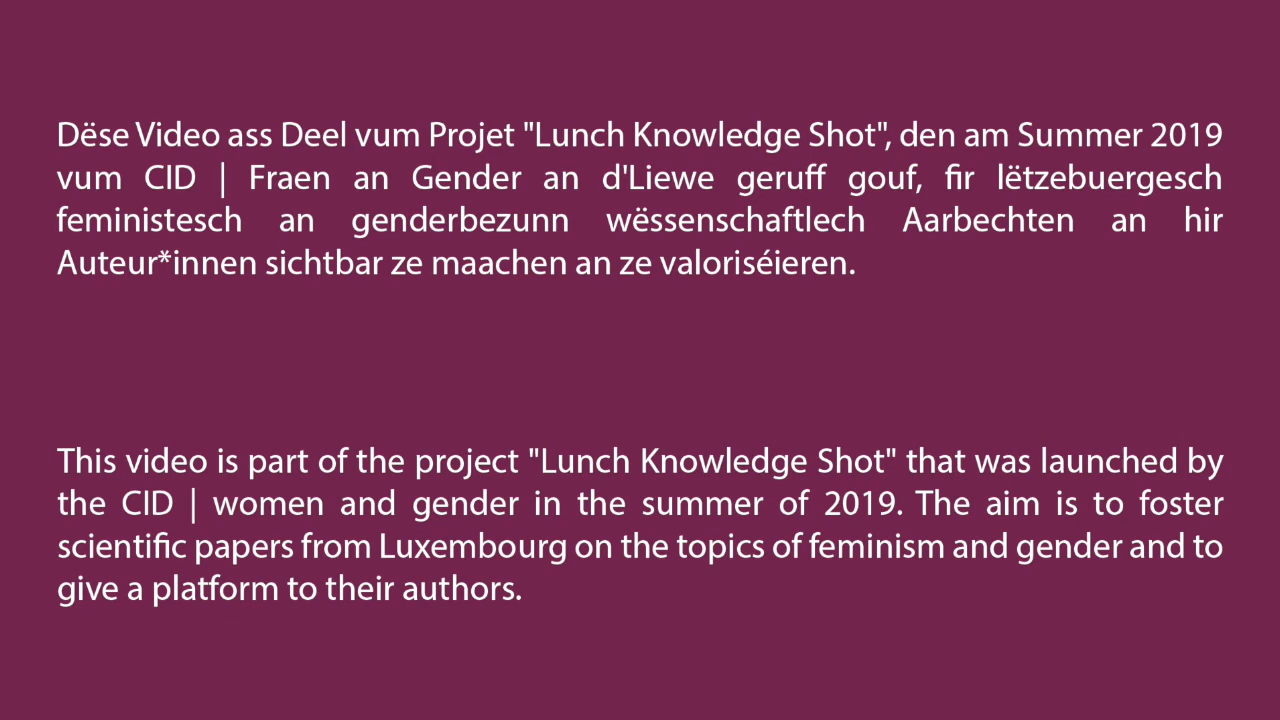 Dëse Video ass Deel vum Projet "Lunch Knowledge Shot", den am Summer 2019
vum CID | Fraen an Gender an d'Liewe geruff gouf, fir lëtzebuergesch
feministesch an genderbezunn wëssenschaftlech Aarbechten an hir
Auteur*innen sichtbar ze maachen an ze valoriséieren.
This video is part of the project "Lunch Knowledge Shot" that was launched by
the CID | women and gender in the summer of 2019. The aim is to foster
scientific papers from Luxembourg on the topics of feminism and gender and to
give a platform to their authors.